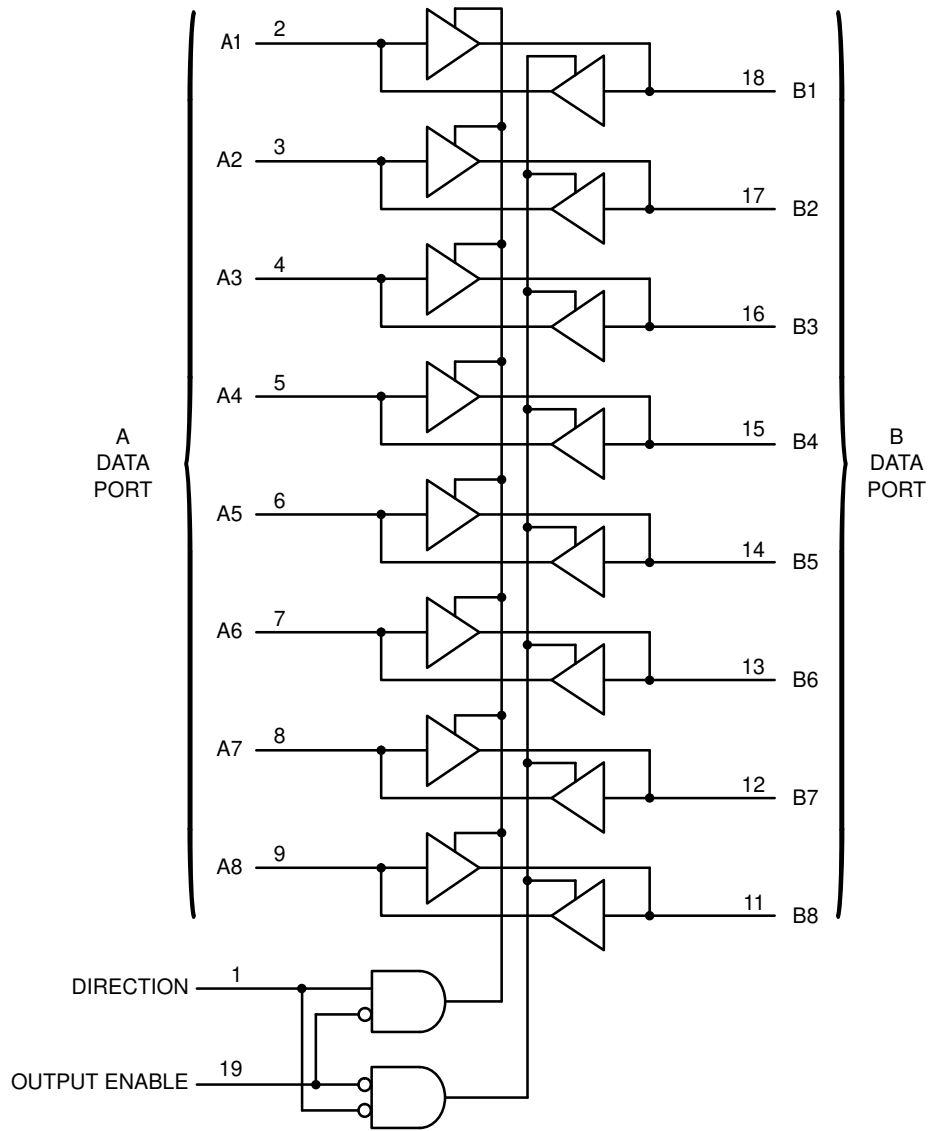 A1 2
18 B1
A2 3
17 B2
A3 4
16 B3
A4 5
15 B4
A
DATA
PORT
B
DATA
PORT
A5 6
14 B5
A6 7
13 B6
A7 8
12 B7
A8 9
11 B8
DIRECTION 1
OUTPUT ENABLE 19